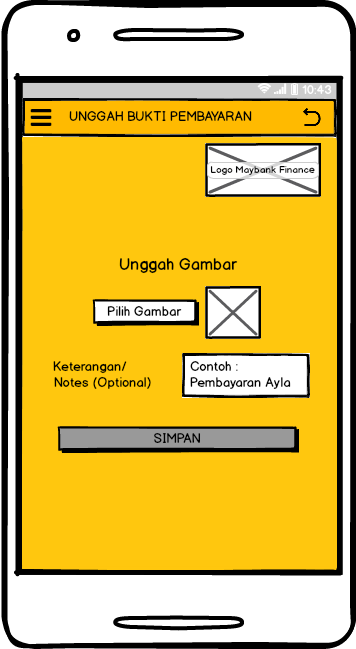 10:43
UNGGAH BUKTI PEMBAYARAN
Logo Maybank Finance
Unggah Gambar
Pilih Gambar
Keterangan/
Notes (Optional)
Contoh :
Pembayaran Ayla
SIMPAN